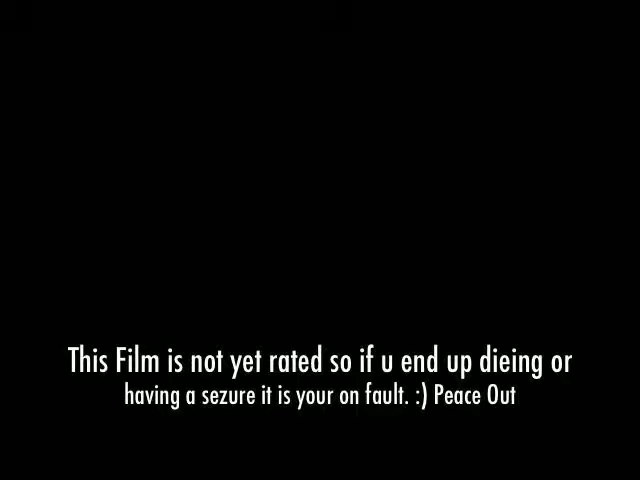 This Film is not yet rated so if u end up dieing or
having a sezure it is your on fault. :) Peace Out